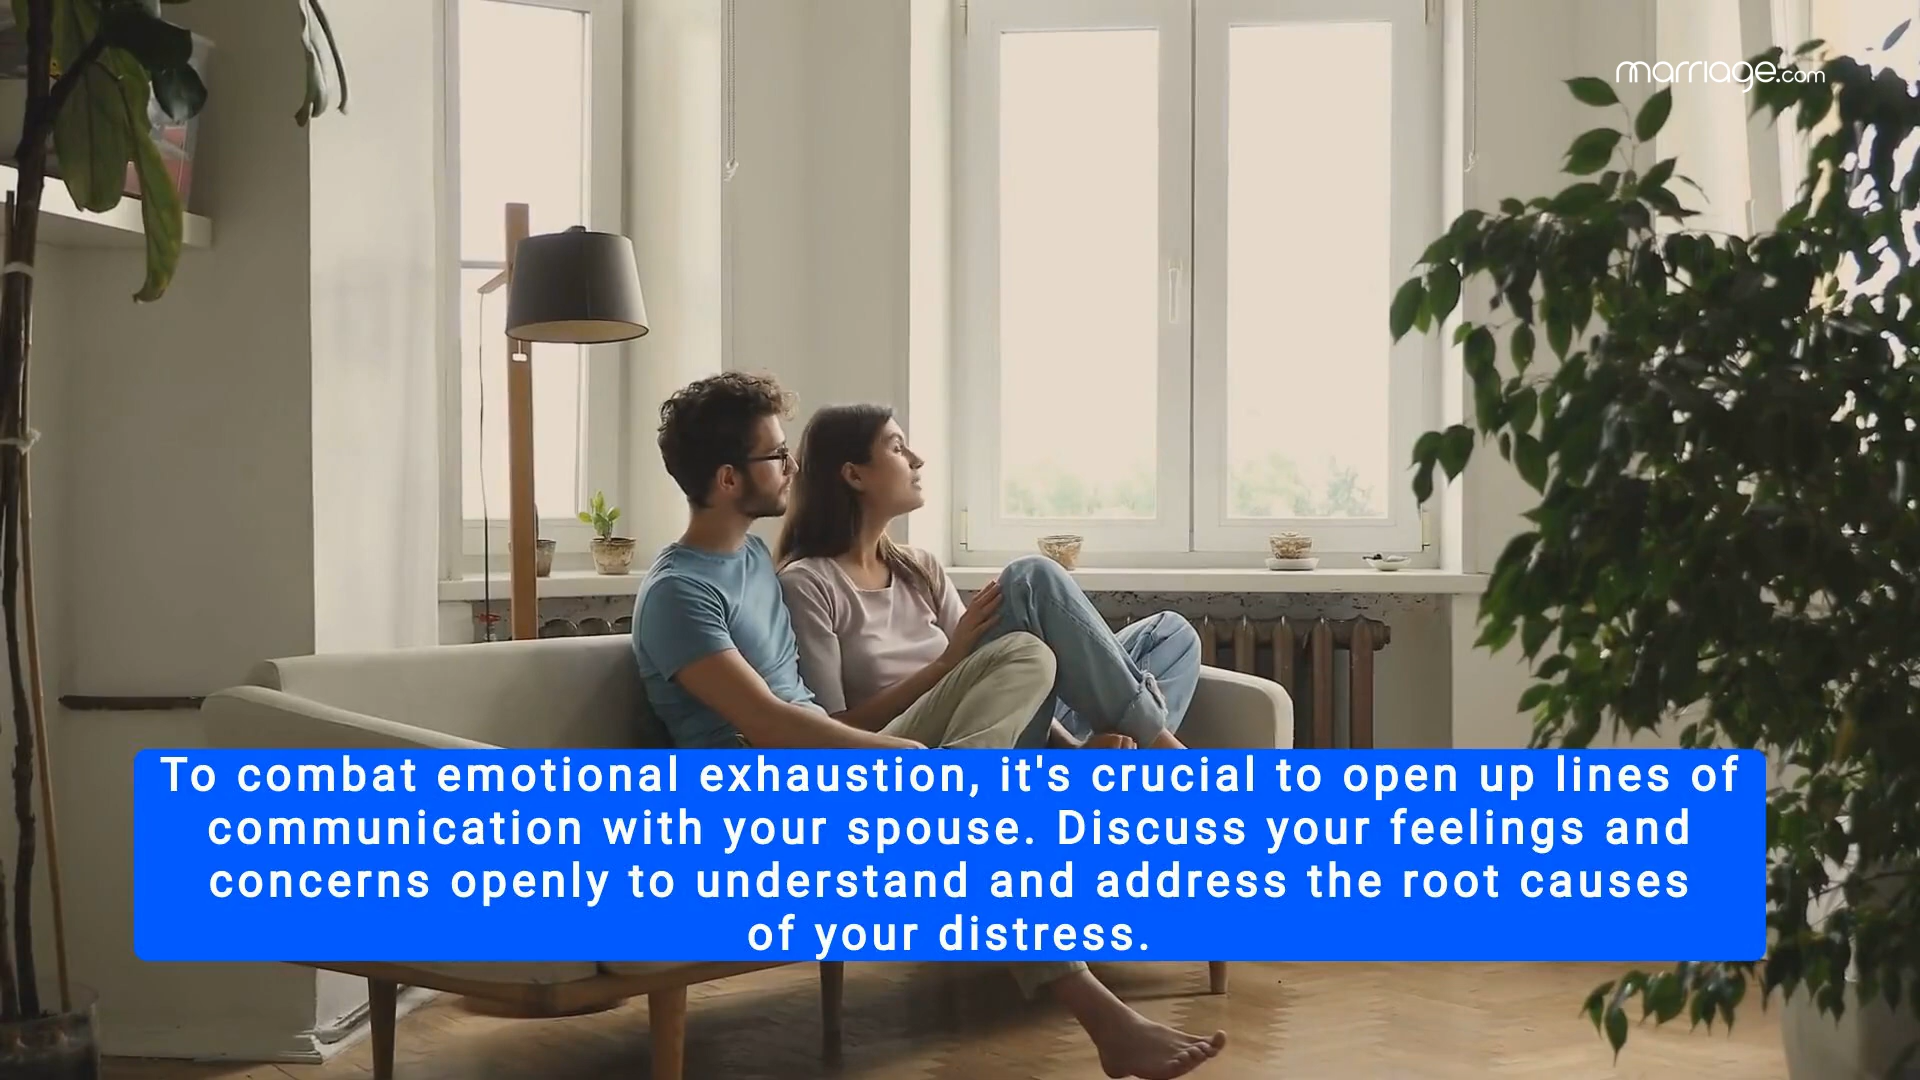 marriage.com
To combat emotional exhaustion, it's crucial to open up lines of
communication with your spouse. Discuss your feelings and
concerns openly to understand and address the root causes
of your distress.